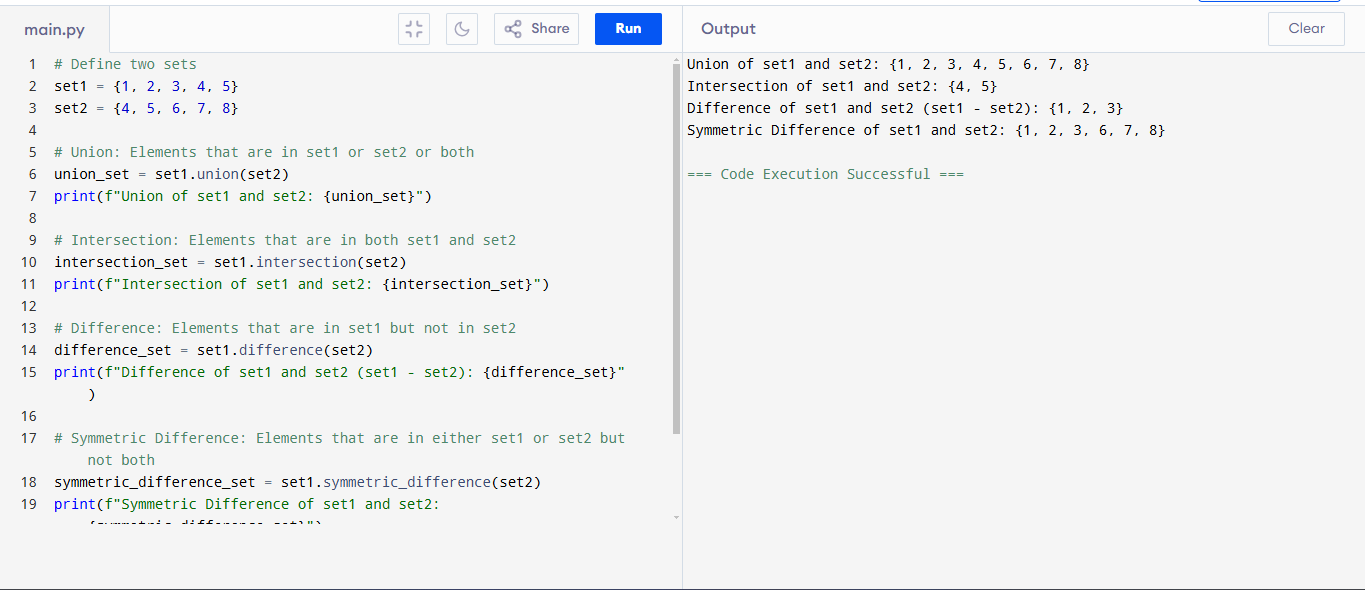 main.py
Share
Run
Output
Clear
1 # Define two sets
2 set1 = {1, 2, 3, 4, 5}
3 set2 = {4, 5, 6, 7, 8}
4
5 # Union: Elements that are in set1 or set2 or both
6 union_set = set1.union(set2)
7 print(f"Union of set1 and set2: {union_set}")
8
9 # Intersection: Elements that are in both set1 and set2
10 intersection_set = set1.intersection(set2)
11 print(f"Intersection of set1 and set2: {intersection_set}")
12
13 # Difference: Elements that are in set1 but not in set2
14 difference_set = set1.difference(set2)
15 print(f"Difference of set1 and set2 (set1 - set2): {difference_set}"
)
16
17 # Symmetric Difference: Elements that are in either set1 or set2 but
not both
18 symmetric_difference_set = set1.symmetric_difference(set2)
19 print(f"Symmetric Difference of set1 and set2:
{symmetric_difference_set}")
Union of set1 and set2: {1, 2, 3, 4, 5, 6, 7, 8}
Intersection of set1 and set2: {4, 5}
Difference of set1 and set2 (set1 - set2): {1, 2, 3}
Symmetric Difference of set1 and set2: {1, 2, 3, 6, 7, 8}
=== Code Execution Successful ===